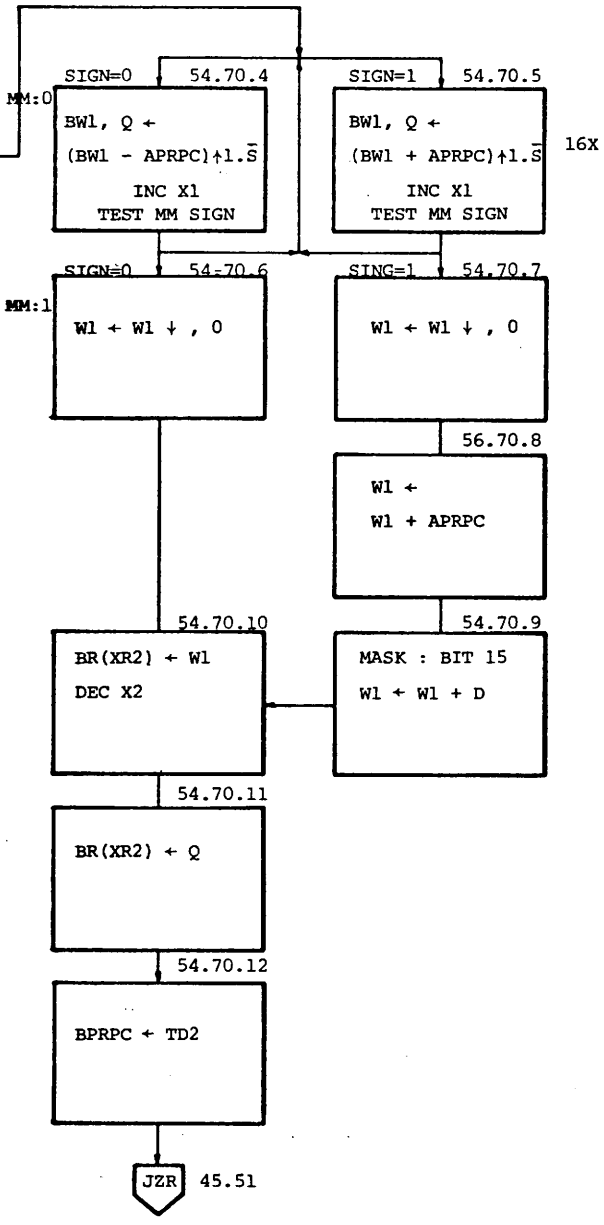 SIGN=0 54.70.4 SIGN=1 54.70.5
MM:0
BW1, Q ←
(BW1 - APRPC)↑1.S̅
INC X1
TEST MM SIGN
BW1, Q ←
(BW1 + APRPC)↑1.S̅
INC X1
TEST MM SIGN
16X
SIGN=0 54-70.6 SING=1 54.70.7
MM:1
W1 ← W1 ↓ , 0
W1 ← W1 ↓ , 0
56.70.8
W1 ←
W1 + APRPC
54.70.10 54.70.9
BR(XR2) ← W1
DEC X2
MASK : BIT 15
W1 ← W1 + D
54.70.11
BR(XR2) ← Q
54.70.12
BPRPC ← TD2
JZR 45.51